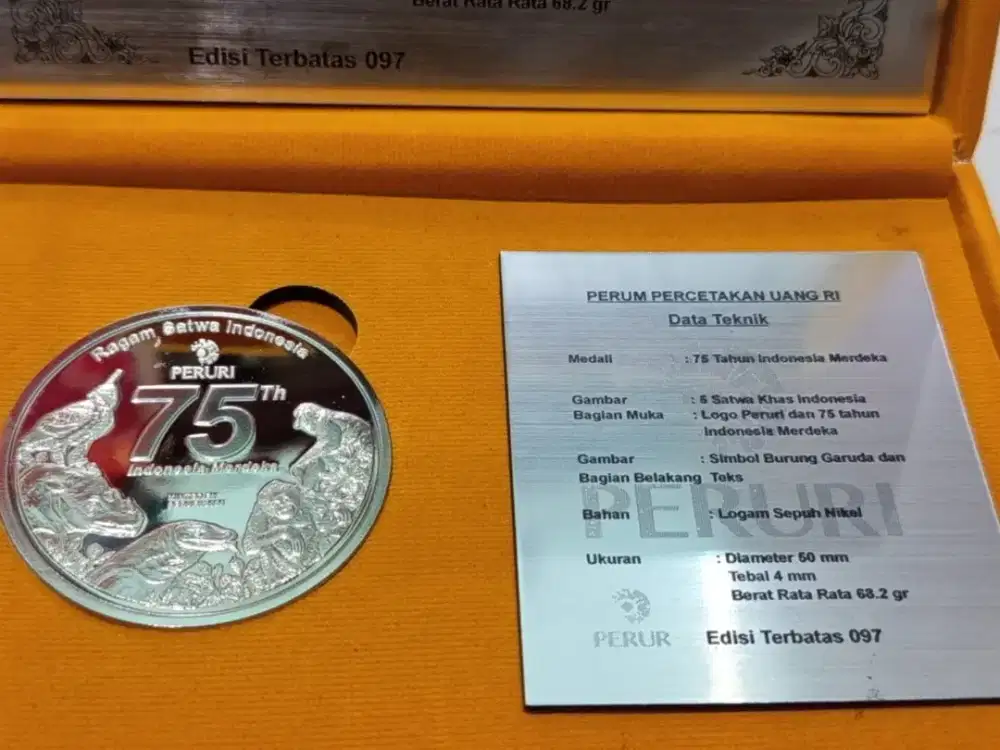 Berat Rata Rata 68.2 gr
Edisi Terbatas 097
Ragam Satwa Indonesia
PERURI
75Th
Indonesia Merdeka
PERUM PERCETAKAN UANG RI
Data Teknik
Medali : 75 Tahun Indonesia Merdeka
Gambar : 5 Satwa Khas Indonesia
Bagian Muka : Logo Peruri dan 75 tahun
Indonesia Merdeka
Gambar : Simbol Burung Garuda dan
Bagian Belakang Teks
PERURI
Bahan : Logam Sepuh Nikel
Ukuran : Diameter 50 mm
Tebal 4 mm
Berat Rata Rata 68.2 gr
PERUR Edisi Terbatas 097